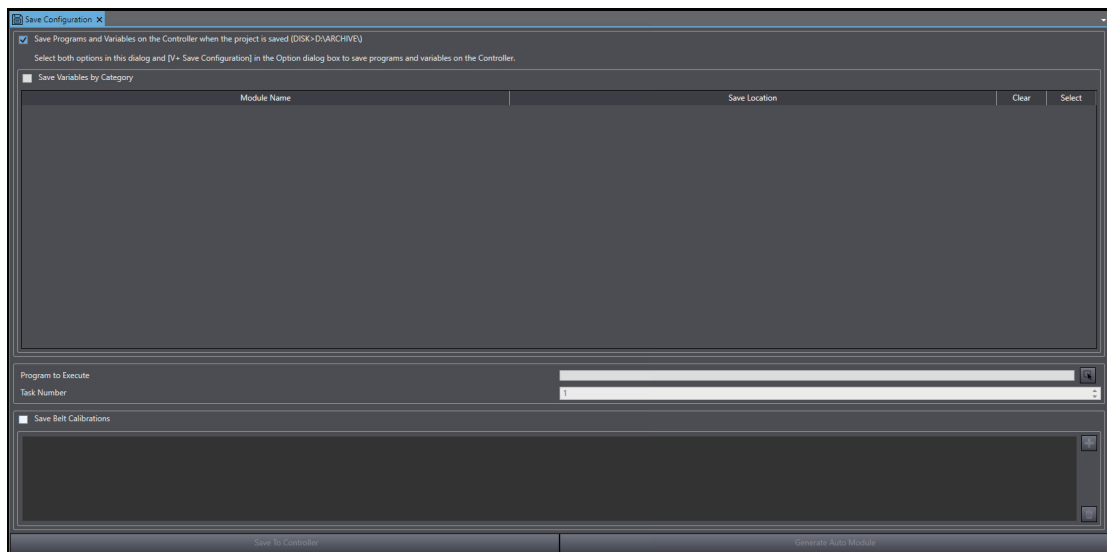 Save Configuration
Save Programs and Variables on the Controller when the project is saved (DISK>D:\ARCHIVE\)
Select both options in this dialog and [V+ Save Configuration] in the Option dialog box to save programs and variables on the Controller.
Save Variables by Category
Module Name Save Location Clear Select
Program to Execute
Task Number 1
Save Belt Calibrations
Save To Controller Generate Auto Module